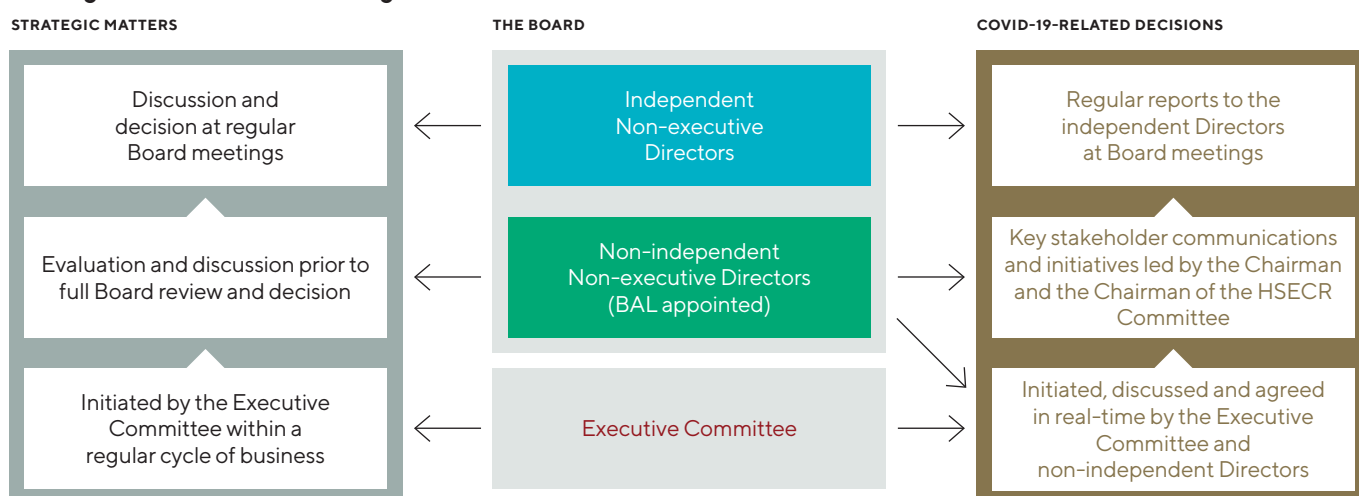 STRATEGIC MATTERS
Discussion and
decision at regular
Board meetings
Evaluation and discussion prior to
full Board review and decision
Initiated by the Executive
Committee within a
regular cycle of business
THE BOARD
Independent
Non-executive
Directors
Non-independent
Non-executive Directors
(BAL appointed)
Executive Committee
COVID-19-RELATED DECISIONS
Regular reports to the
independent Directors
at Board meetings
Key stakeholder communications
and initiatives led by the Chairman
and the Chairman of the HSECR
Committee
Initiated, discussed and agreed
in real-time by the Executive
Committee and
non-independent Directors